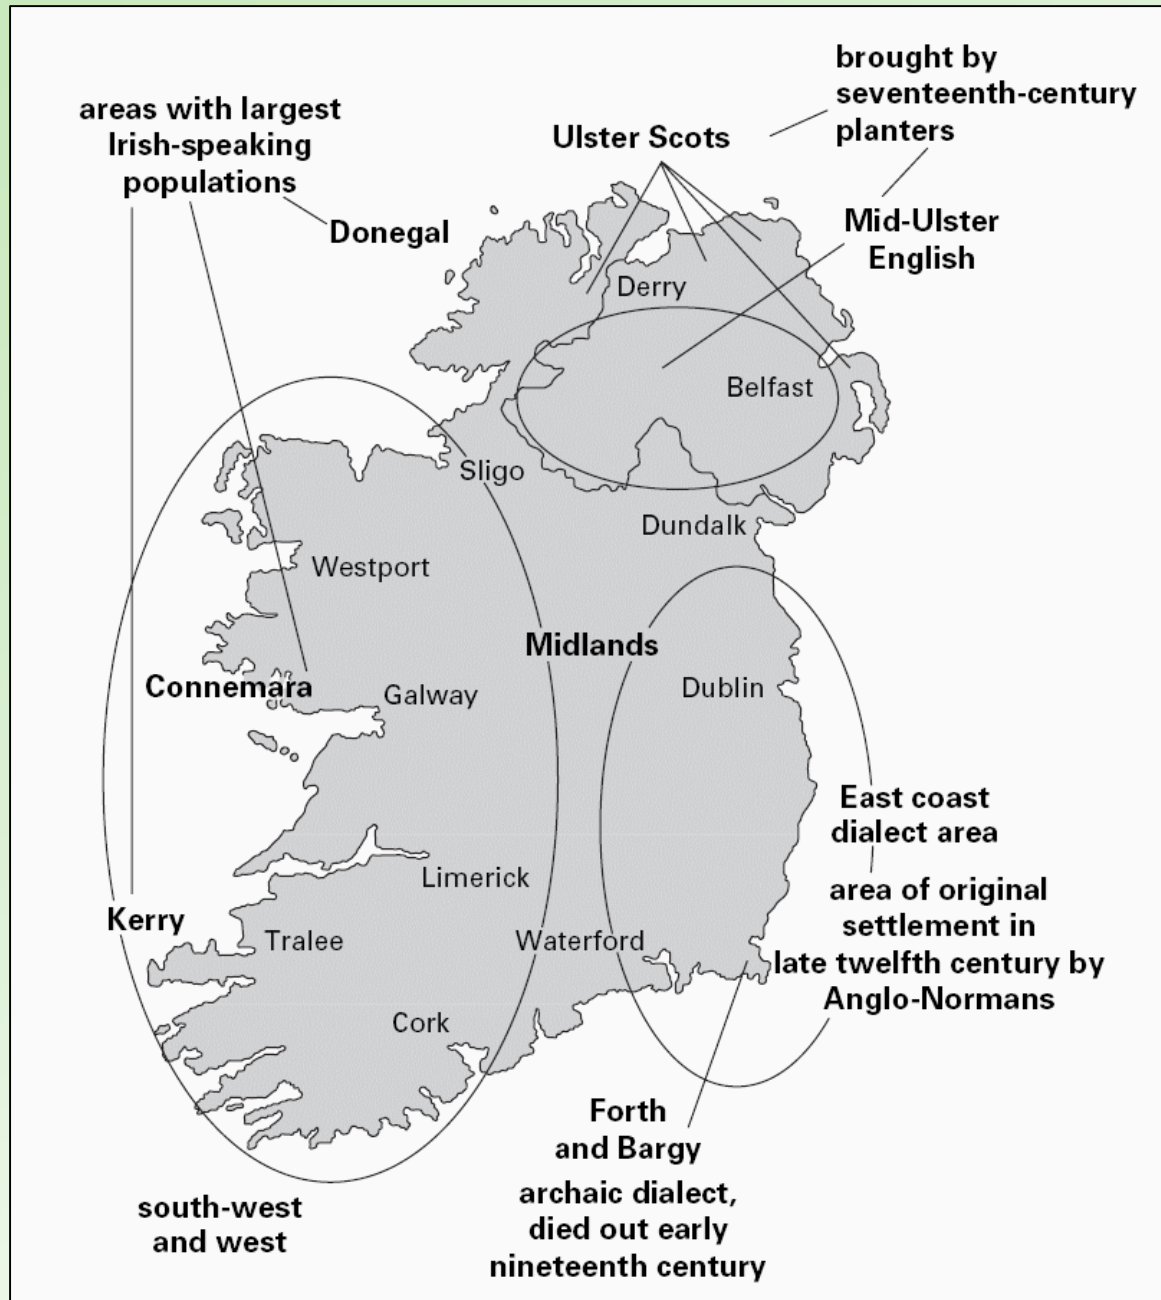 areas with largest
Irish-speaking
populations
Donegal
Ulster Scots
brought by
seventeenth-century
planters
Mid-Ulster
English
Derry
Belfast
Sligo
Dundalk
Westport
Midlands
Connemara
Galway
Dublin
East coast
dialect area
Limerick
area of original
settlement in
late twelfth century by
Anglo-Normans
Kerry
Tralee
Waterford
Cork
Forth
and Bargy
archaic dialect,
died out early
nineteenth century
south-west
and west